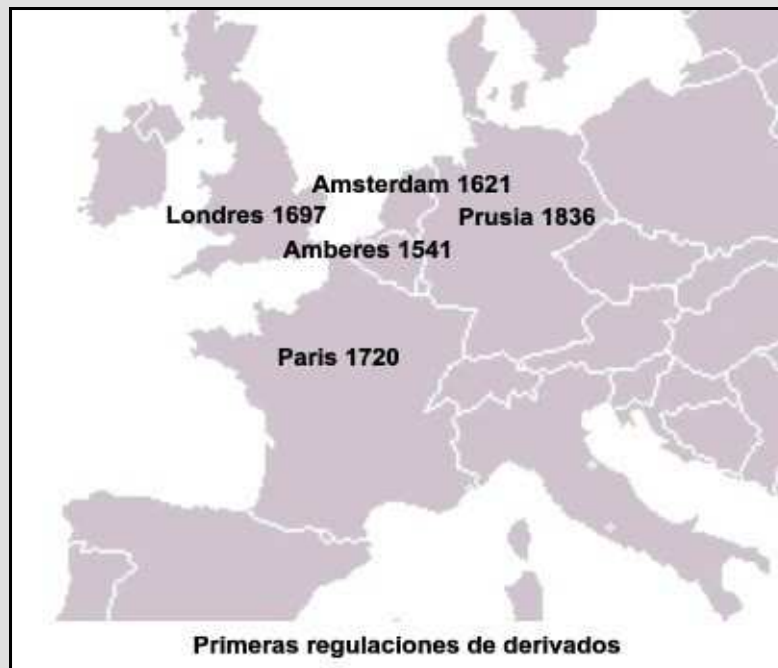 Amsterdam 1621
Londres 1697
Prusia 1836
Amberes 1541
Paris 1720
Primeras regulaciones de derivados